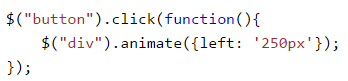 $("button").click(function(){
    $("div").animate({left: '250px'});
});